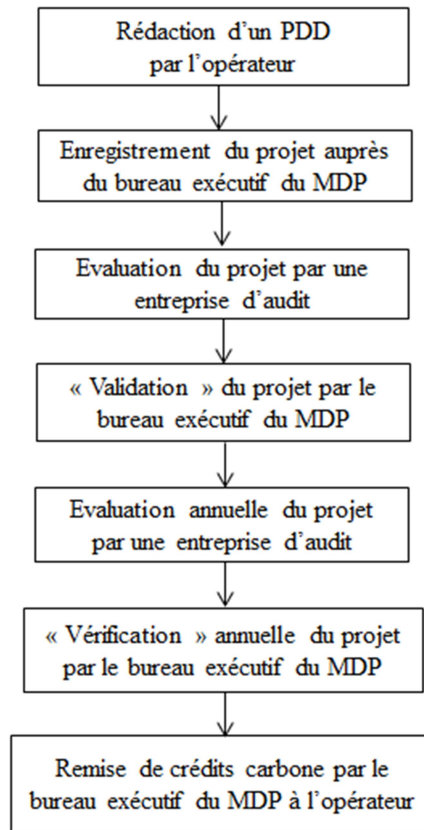 Rédaction d'un PDD
par l'opérateur
Enregistrement du projet auprès
du bureau exécutif du MDP
Evaluation du projet par une
entreprise d'audit
« Validation » du projet par le
bureau exécutif du MDP
Evaluation annuelle du projet
par une entreprise d'audit
« Vérification » annuelle du projet
par le bureau exécutif du MDP
Remise de crédits carbone par le
bureau exécutif du MDP à l'opérateur